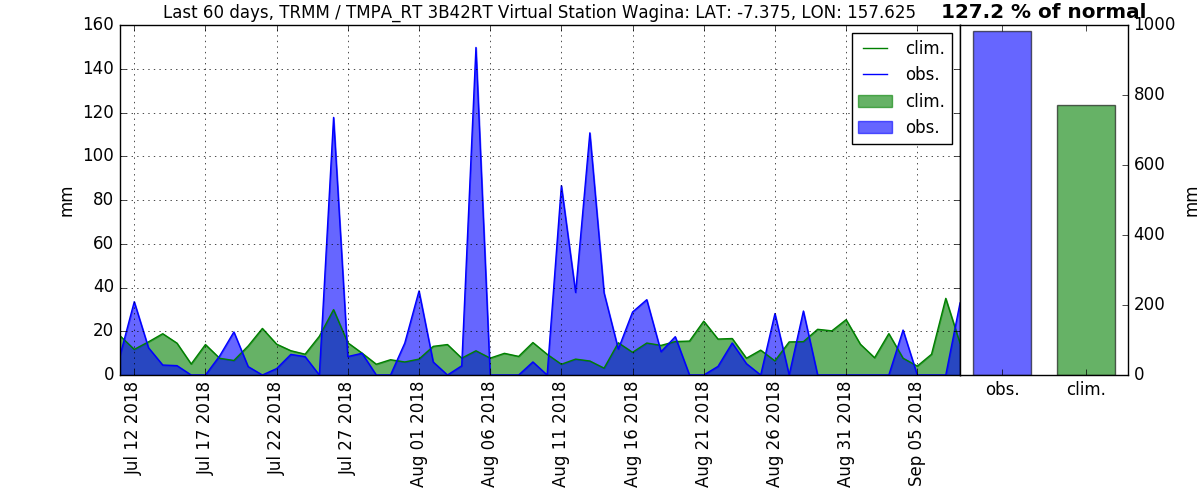 Last 60 days, TRMM / TMPA_RT 3B42RT Virtual Station Wagina: LAT: -7.375, LON: 157.625
127.2 % of normal
160
140
120
100
80
60
40
20
0
mm
clim.
obs.
clim.
obs.
1000
800
600
400
200
0
mm
Jul 12 2018
Jul 17 2018
Jul 22 2018
Jul 27 2018
Aug 01 2018
Aug 06 2018
Aug 11 2018
Aug 16 2018
Aug 21 2018
Aug 26 2018
Aug 31 2018
Sep 05 2018
obs.
clim.